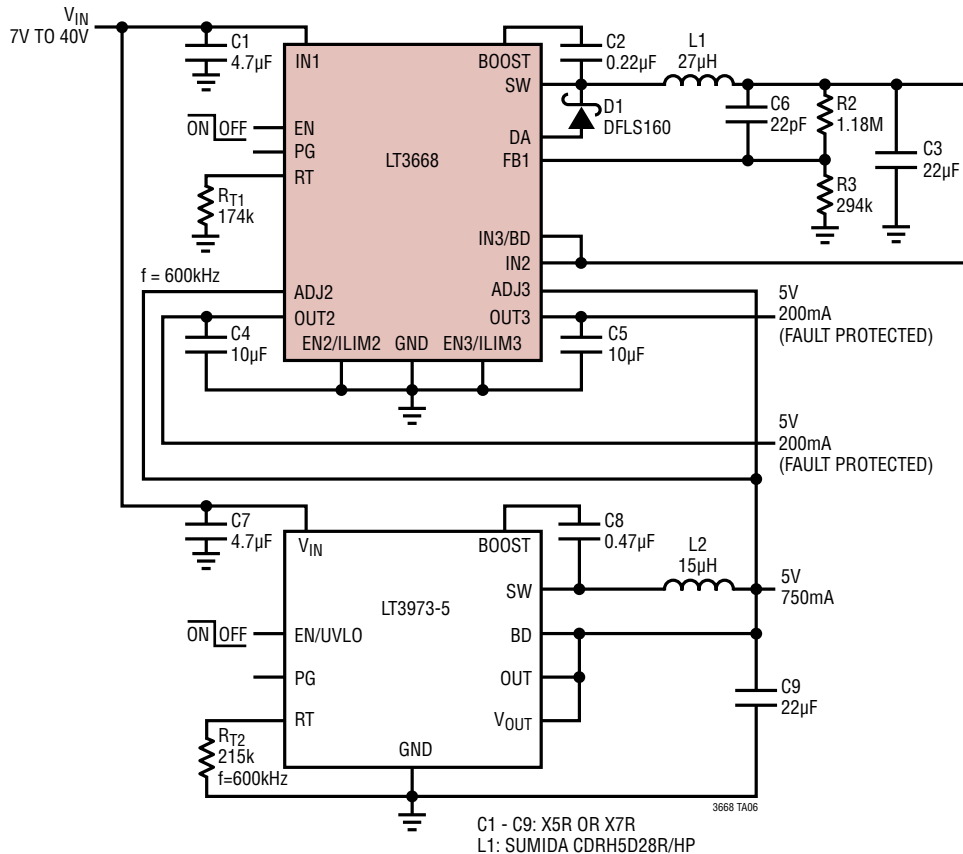 VIN
7V TO 40V
C1
4.7µF
IN1
BOOST
C2
0.22µF
L1
27µH
SW
C6
22pF
R2
1.18M
D1
DFLS160
ON OFF
EN
DA
C3
22µF
PG
LT3668
FB1
RT
RT1
174k
R3
294k
IN3/BD
IN2
f = 600kHz
ADJ2
ADJ3
5V
200mA
(FAULT PROTECTED)
OUT2
OUT3
C4
10µF
EN2/ILIM2
GND
EN3/ILIM3
C5
10µF
5V
200mA
(FAULT PROTECTED)
C7
4.7µF
VIN
BOOST
C8
0.47µF
L2
15µH
SW
5V
750mA
LT3973-5
ON OFF
EN/UVLO
BD
PG
OUT
C9
22µF
RT
VOUT
RT2
215k
f=600kHz
GND
3668 TA06
C1 - C9: X5R OR X7R
L1: SUMIDA CDRH5D28R/HP